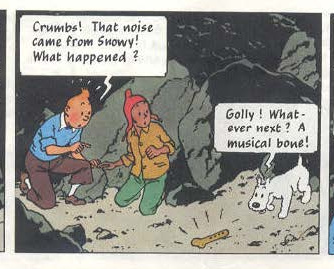 Crumbs! That noise
came from Snowy!
What happened ?
Golly ! What-
ever next ? A
musical bone!